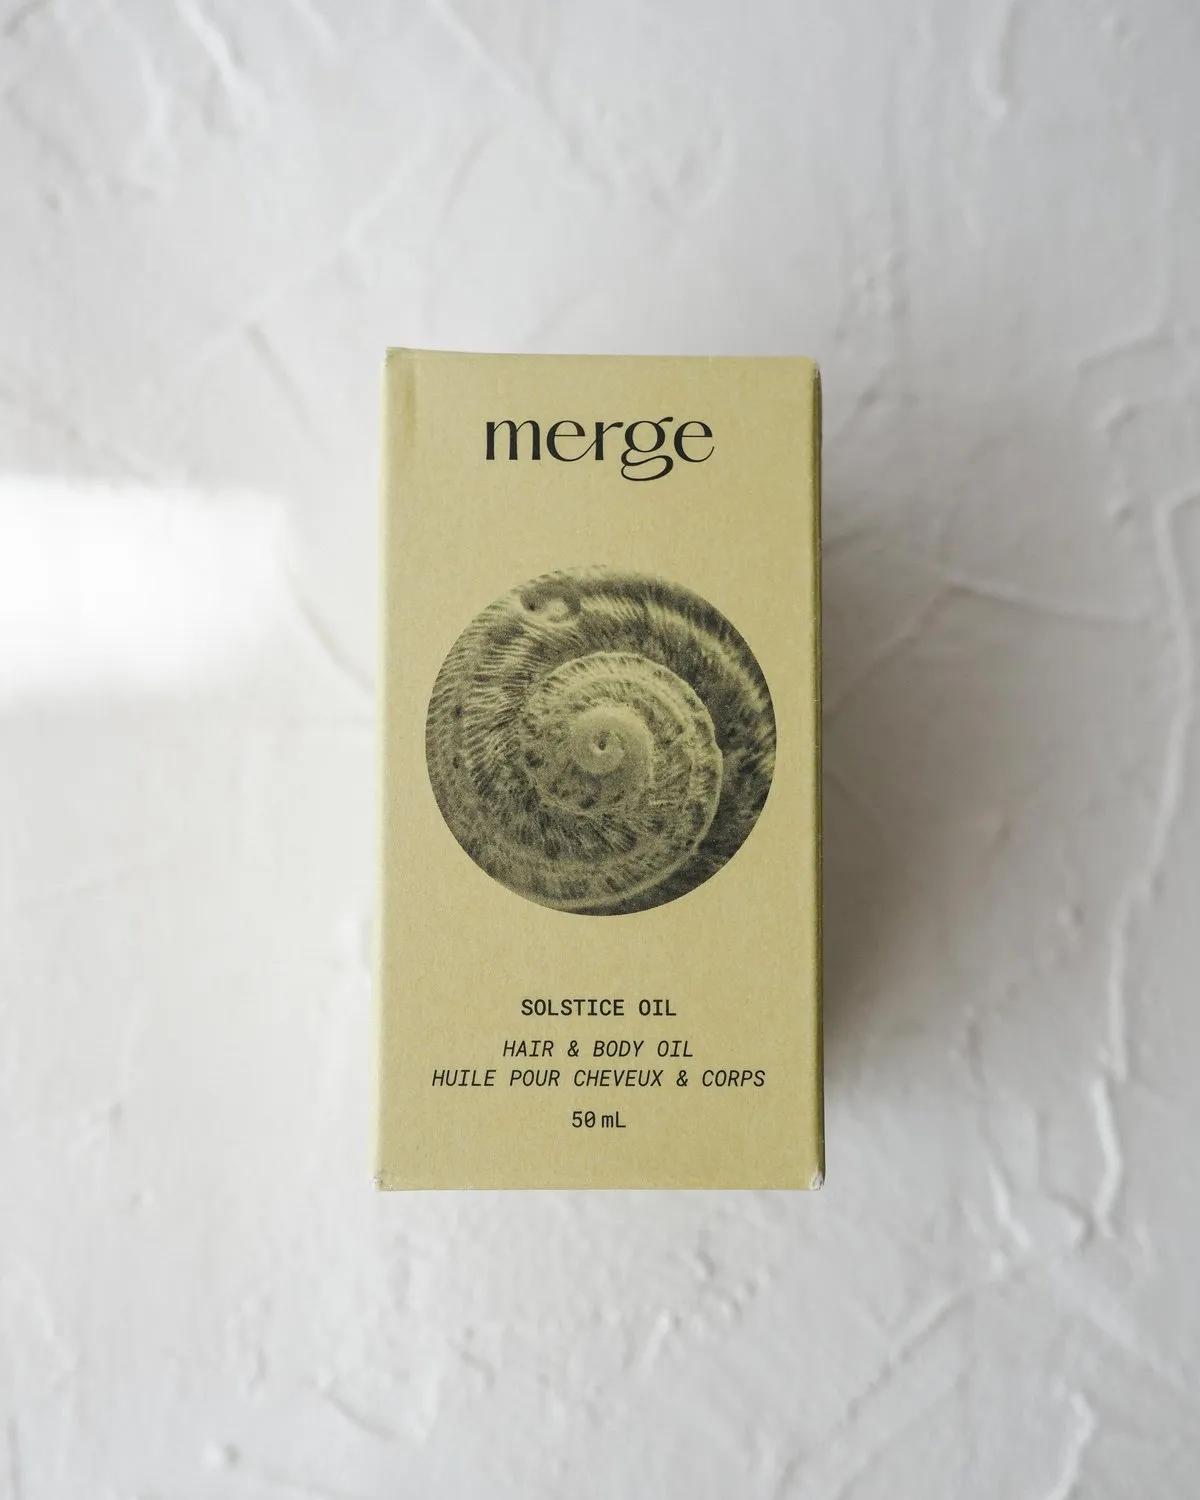 merge
SOLSTICE OIL
HAIR & BODY OIL
HUILE POUR CHEVEUX & CORPS
50 mL